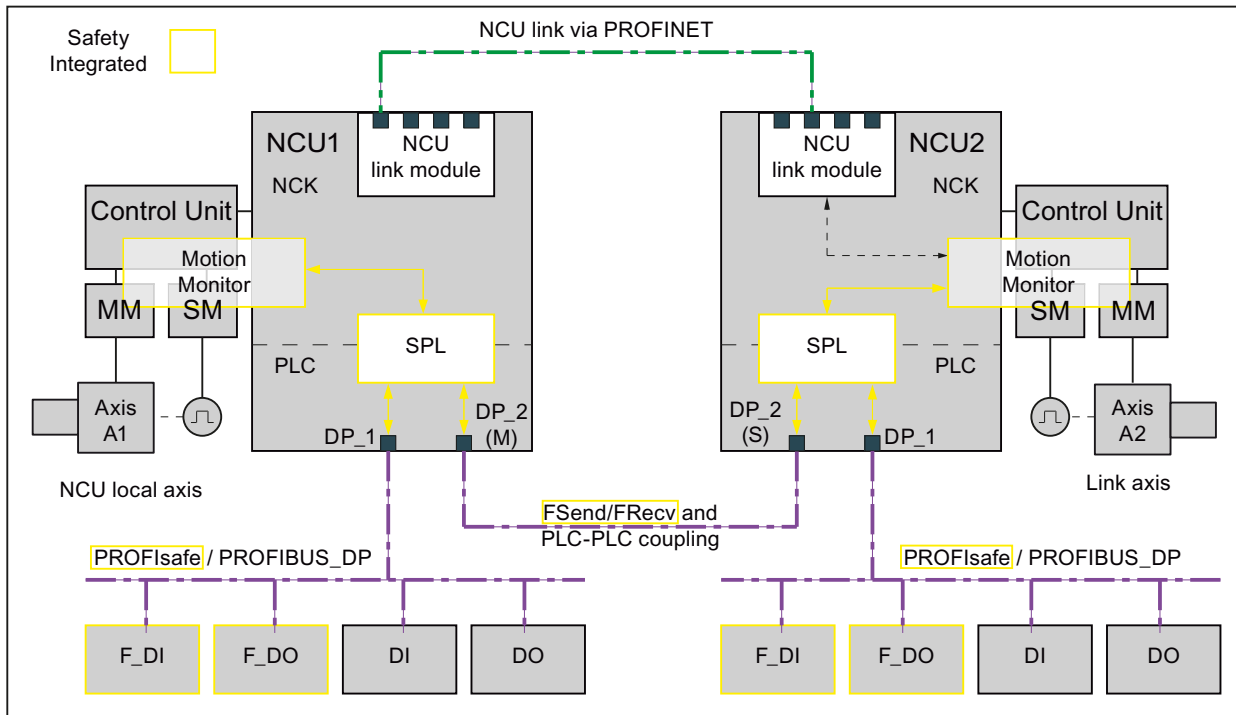 Safety
Integrated
NCU link via PROFINET
NCU1
NCU
link module
NCK
Control Unit
Motion
Monitor
MM
SM
SPL
PLC
Axis
A1
DP_1
DP_2
(M)
NCU local axis
NCU
link module
NCU2
NCK
Control Unit
Motion
Monitor
SM
MM
SPL
PLC
DP_2
(S)
DP_1
Axis
A2
Link axis
FSend/FRecv and
PLC-PLC coupling
PROFIsafe / PROFIBUS_DP
F_DI
F_DO
DI
DO
PROFIsafe / PROFIBUS_DP
F_DI
F_DO
DI
DO